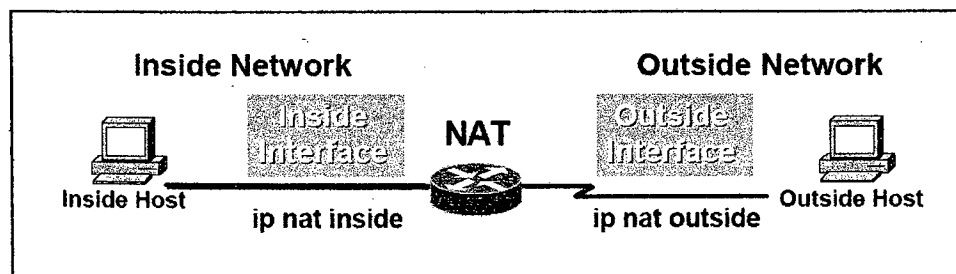 Inside Network
Outside Network
Inside
Interface
NAT
Outside
Interface
Inside Host
ip nat inside
ip nat outside
Outside Host